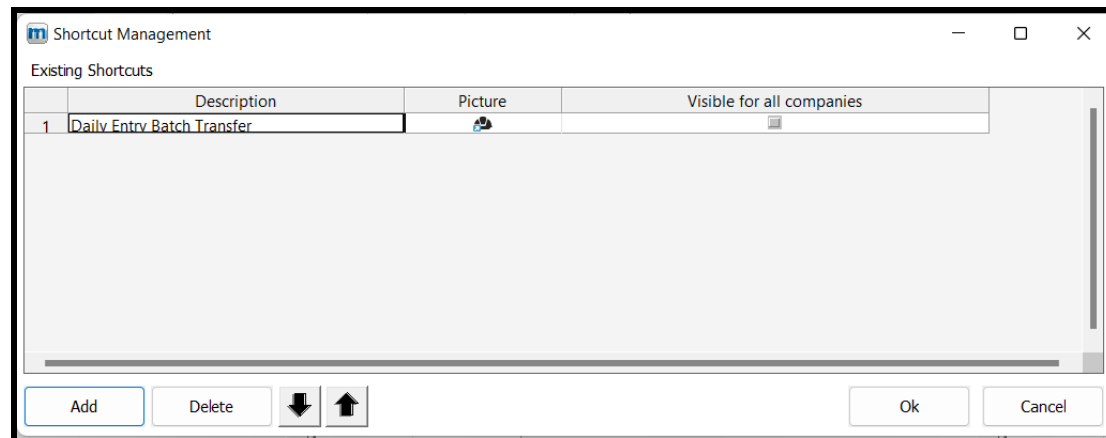 Shortcut Management
Existing Shortcuts
Description Picture Visible for all companies
1 Daily Entry Batch Transfer
Add Delete Ok Cancel